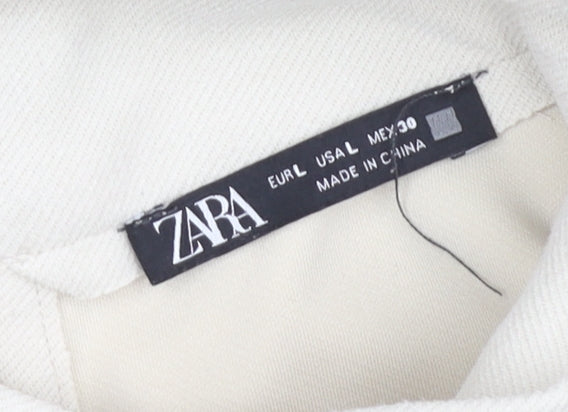 ZARA
EUR L USA L MEX 30
MADE IN CHINA